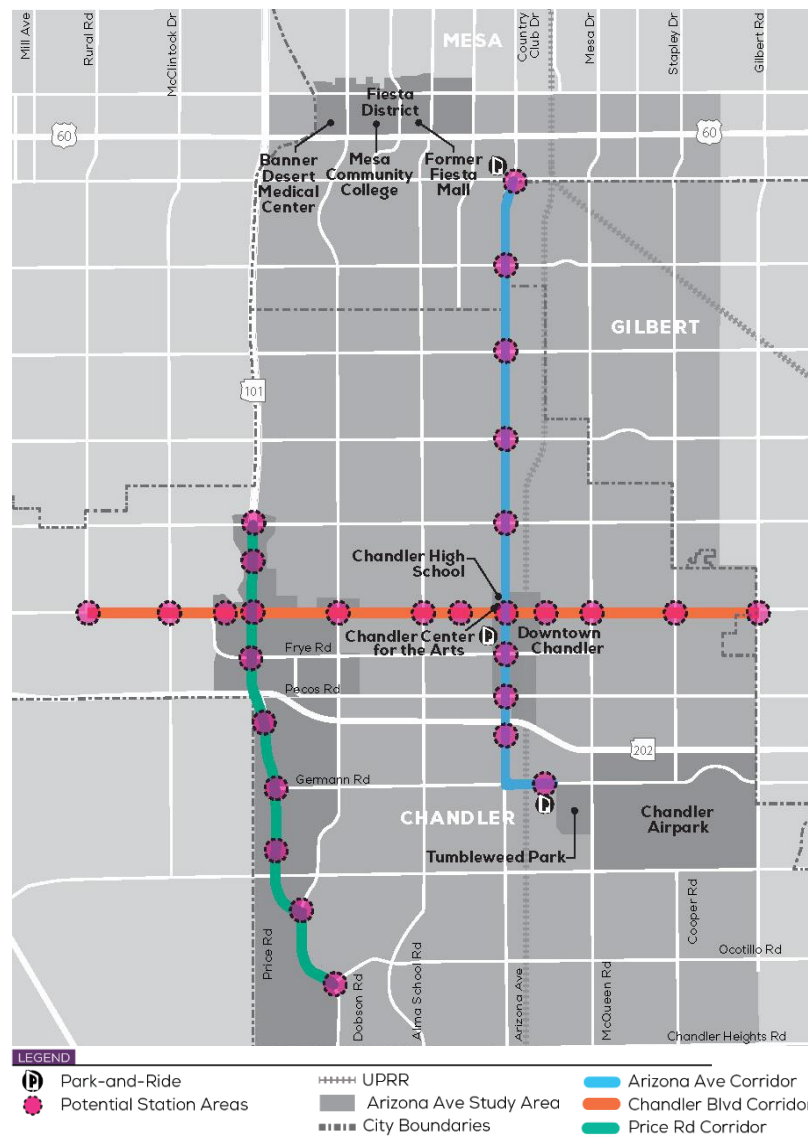 Mill Ave
Rural Rd
McClintock Dr
MESA
Country
Club Dr
Mesa Dr
Stapley Dr
Gilbert Rd
60
Fiesta
District
60
Banner
Desert
Medical
Center
Mesa
Community
College
Former
Fiesta
Mall
P
GILBERT
101
Chandler High
School
Chandler Center
for the Arts
P
Downtown
Chandler
Frye Rd
Pecos Rd
202
Germann Rd
P
CHANDLER
Chandler
Airpark
Tumbleweed Park
Price Rd
Dobson Rd
Alma School Rd
Arizona Ave
McQueen Rd
Cooper Rd
Ocotillo Rd
Chandler Heights Rd
LEGEND
P Park-and-Ride
Potential Station Areas
UPRR
Arizona Ave Study Area
City Boundaries
Arizona Ave Corridor
Chandler Blvd Corridor
Price Rd Corridor